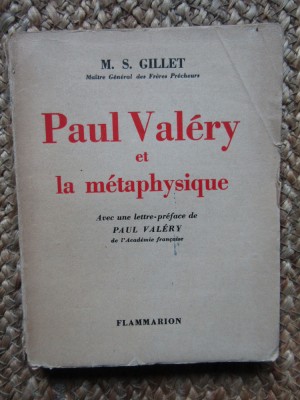 M. S. GILLET
Maître Général des Frères Prêcheurs
Paul Valéry
et
la métaphysique
Avec une lettre-préface de
PAUL VALÉRY
de l'Académie française
FLAMMARION